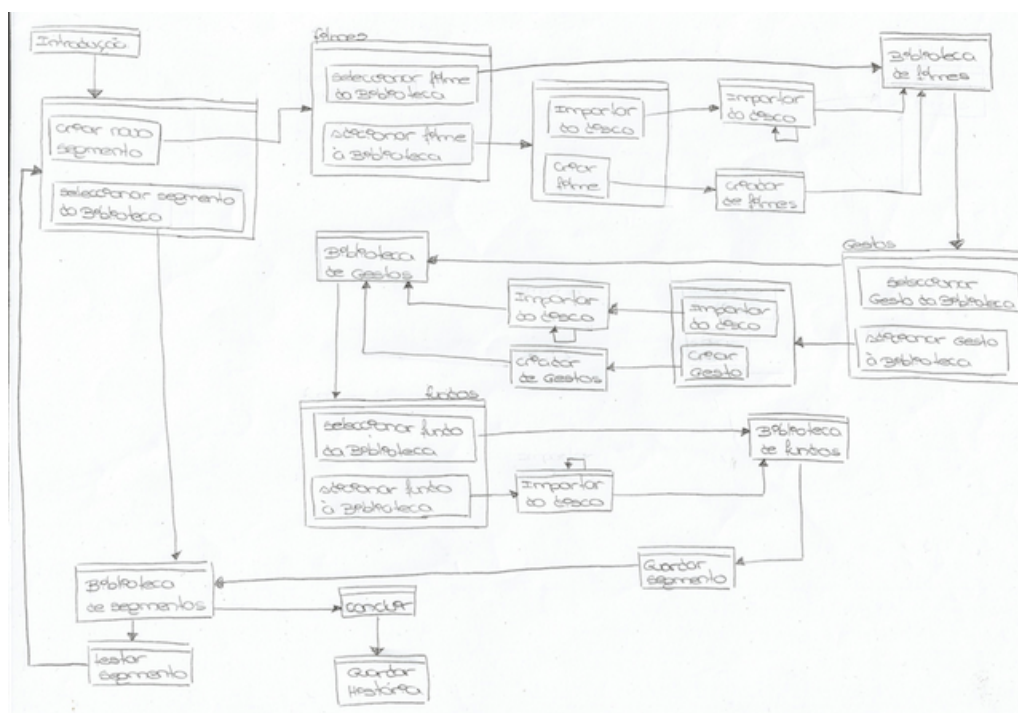 Introdução
criar novo
segmento
seleccionar segmento
da Biblioteca
filmes
seleccionar filme
da Biblioteca
adicionar filme
à Biblioteca
Importar
do disco
criar
filme
Importar
do disco
criador
de filmes
Biblioteca
de filmes
Gestos
seleccionar
Gesto da Biblioteca
adicionar Gesto
à Biblioteca
Importar
do disco
criar
Gesto
Importar
do disco
criador
de Gestos
Biblioteca
de Gestos
fundos
seleccionar fundo
da Biblioteca
adicionar fundo
à Biblioteca
Importar
do disco
Biblioteca
de fundos
Guardar
segmento
Biblioteca
de segmentos
concluir
testar
segmento
Guardar
História